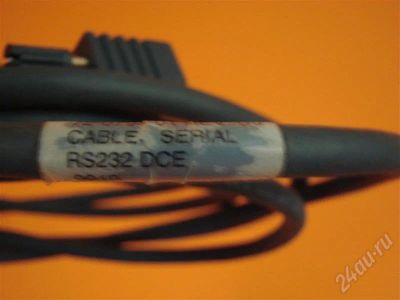 CABLE, SERIAL
RS232 DCE
24au.ru